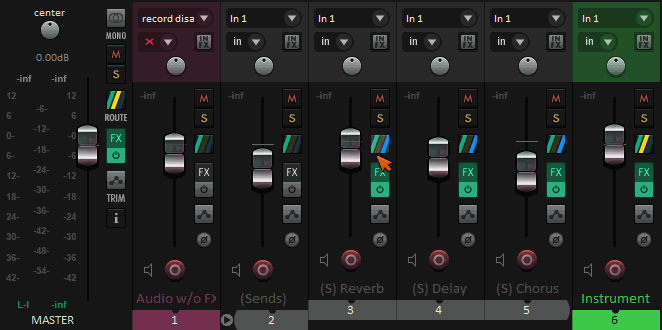 center
0.00dB
-inf -inf
MONO
M
S
ROUTE
FX
TRIM
i
12 -6- 12
6 -12- 6
0- -18- -0
6- -24- -6
12 -30- 12
18 -36- 18
24 -42- 24
30 -48- 30
36 -54- 36
42 42
L-I -inf
MASTER
record disa
IN
FX
-inf
M
S
FX
Audio w/o FX
1
In 1
in
IN
FX
-inf
M
S
FX
(Sends)
2
In 1
in
IN
FX
-inf
M
S
FX
(S) Reverb
3
In 1
in
IN
FX
-inf
M
S
FX
(S) Delay
4
In 1
in
IN
FX
-inf
M
S
FX
(S) Chorus
5
In 1
in
IN
FX
-inf
M
S
FX
Instrument
6